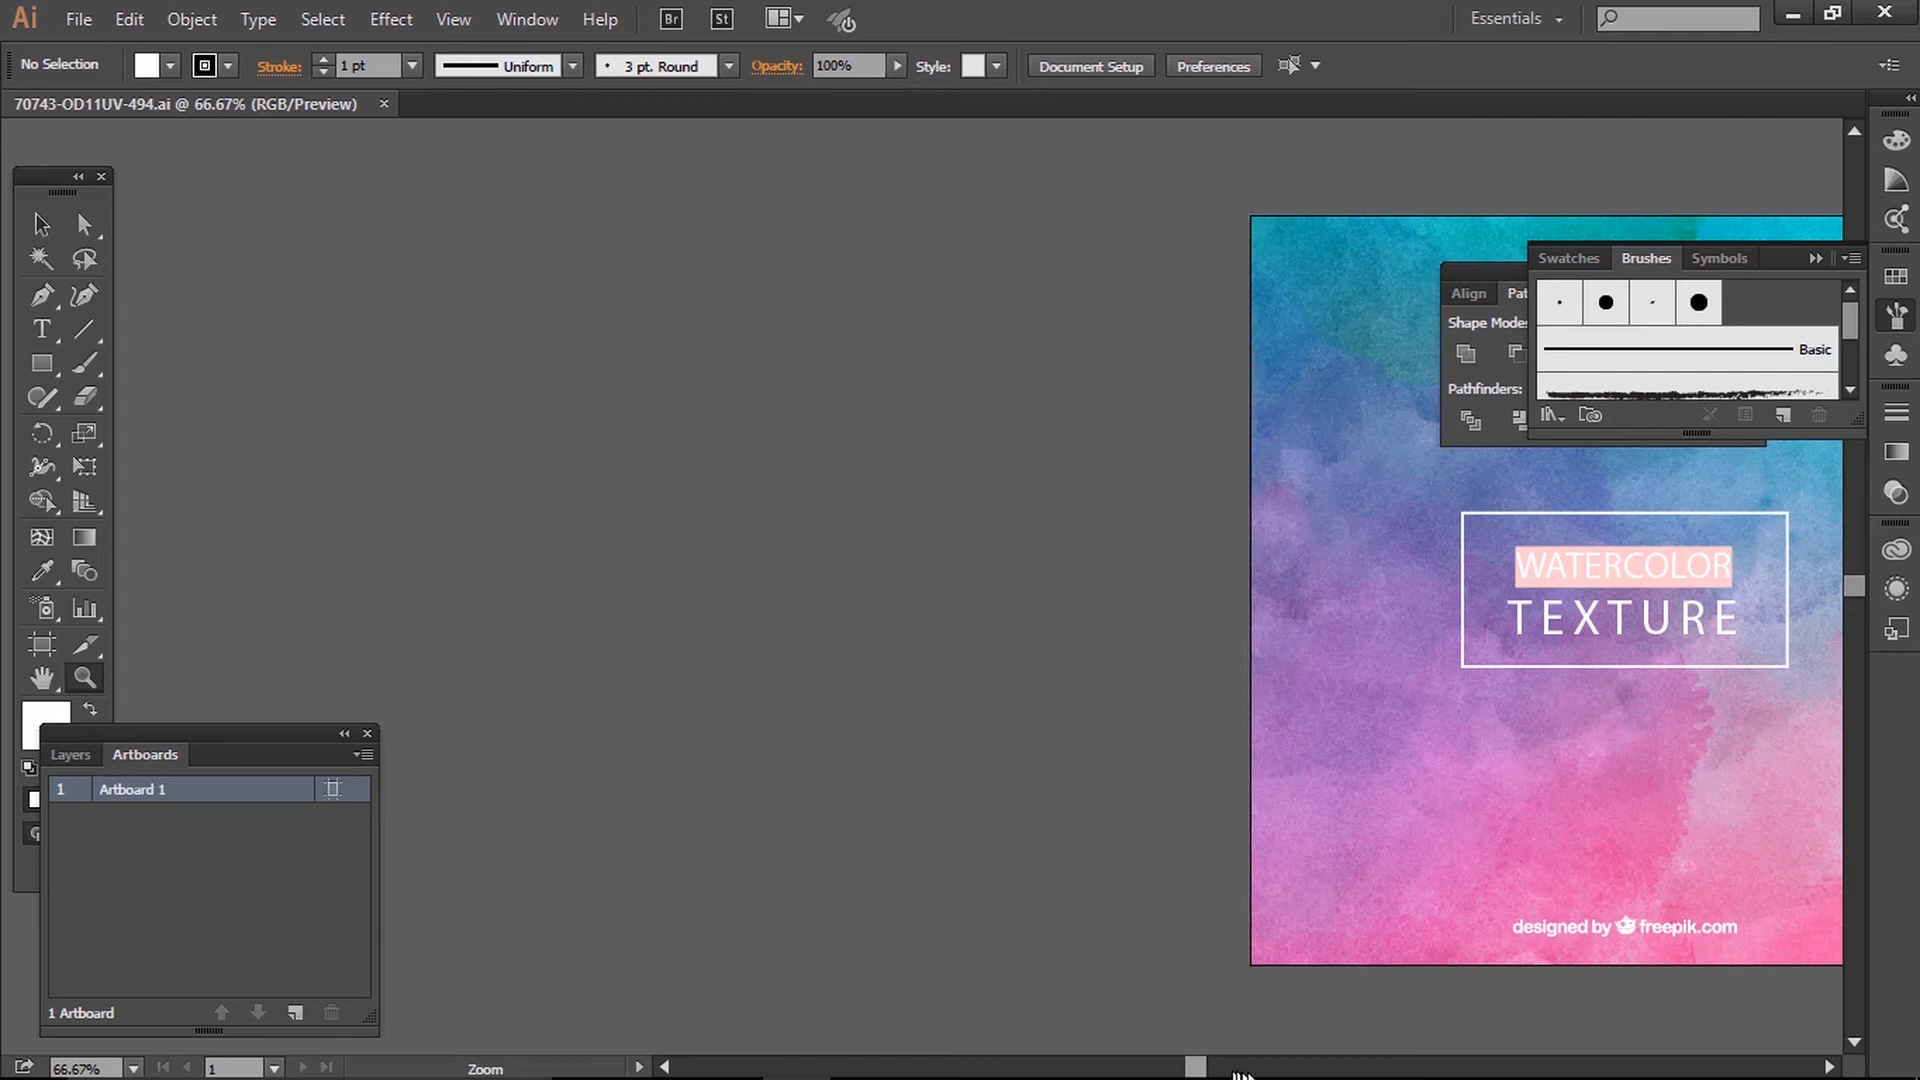 Ai File Edit Object Type Select Effect View Window Help Br St Essentials
No Selection Stroke: 1 pt Uniform 3 pt. Round Opacity: 100% Style: Document Setup Preferences
70743-OD11UV-494.ai @ 66.67% (RGB/Preview)
Swatches Brushes Symbols
Align Pat
Shape Modes
Basic
Pathfinders:
WATERCOLOR
TEXTURE
designed by freepik.com
T
Layers Artboards
1 Artboard 1
1 Artboard
66.67% 1 Zoom